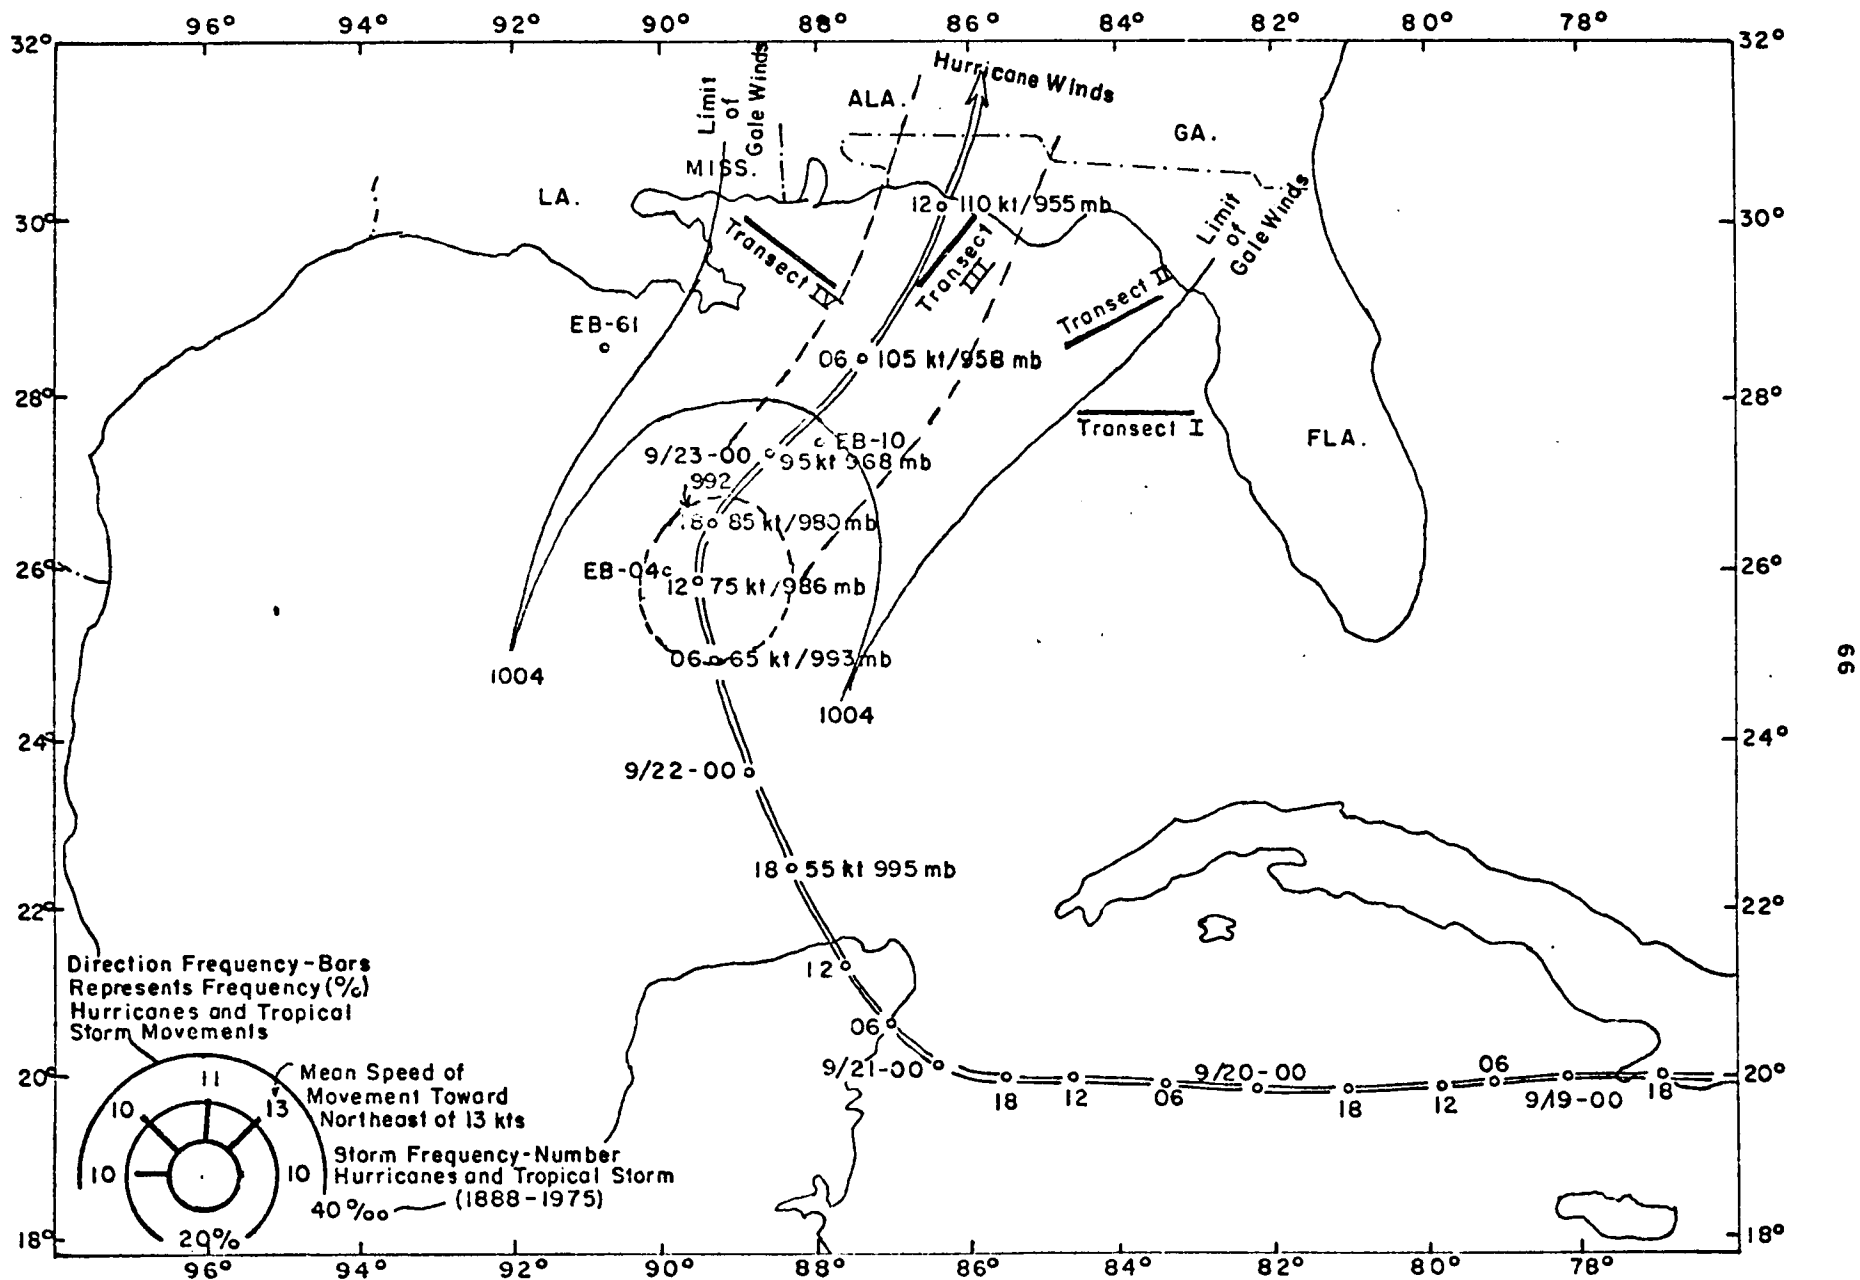 96° 94° 92° 90° 88° 86° 84° 82° 80° 78°
32° 32°
Hurricane Winds
Limit
of
Gale Winds
ALA.
GA.
MISS.
LA.
12 110 kt/955 mb
30° 30°
Limit
of
Gale Winds
Transect IV
Transect
III
Transect II
EB-61
06 105 kt/958 mb
28° 28°
Transect I
FLA.
EB-10
9/23-00 95 kt 968 mb
992
18 85 kt/980 mb
26° 26°
EB-04
12 75 kt/986 mb
06 65 kt/993 mb
1004
1004
66
24° 24°
9/22-00
18 55 kt 995 mb
22° 22°
12
06
9/21-00
18 12 06 9/20-00 18 12 06 9/19-00 18
20° 20°
Direction Frequency-Bars
Represents Frequency (%)
Hurricanes and Tropical
Storm Movements
11
10 13
10 10
20%
Mean Speed of
Movement Toward
Northeast of 13 kts
Storm Frequency-Number
Hurricanes and Tropical Storm
(1888-1975)
18° 18°
96° 94° 92° 90° 88° 86° 84° 82° 80° 78°